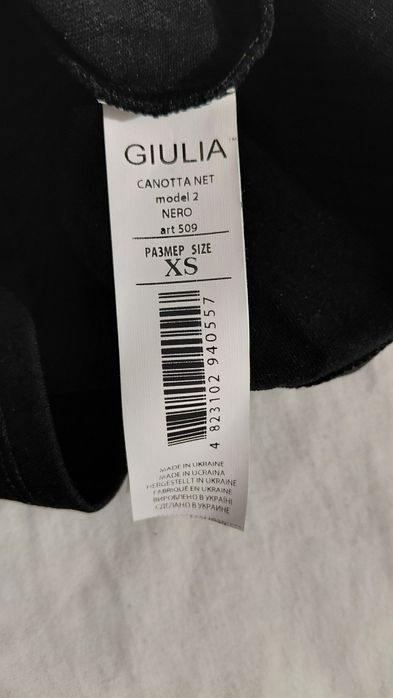 GIULIA™
CANOTTA NET
model 2
NERO
art 509
РАЗМЕР SIZE
XS
4 823102 940557
MADE IN UKRAINE
MADE IN UCRAINA
HERGESTELLT IN UKRAINE
FABRIQUÉ EN UKRAINE
ВИРОБЛЕНО В УКРАЇНІ
СДЕЛАНО В УКРАИНЕ